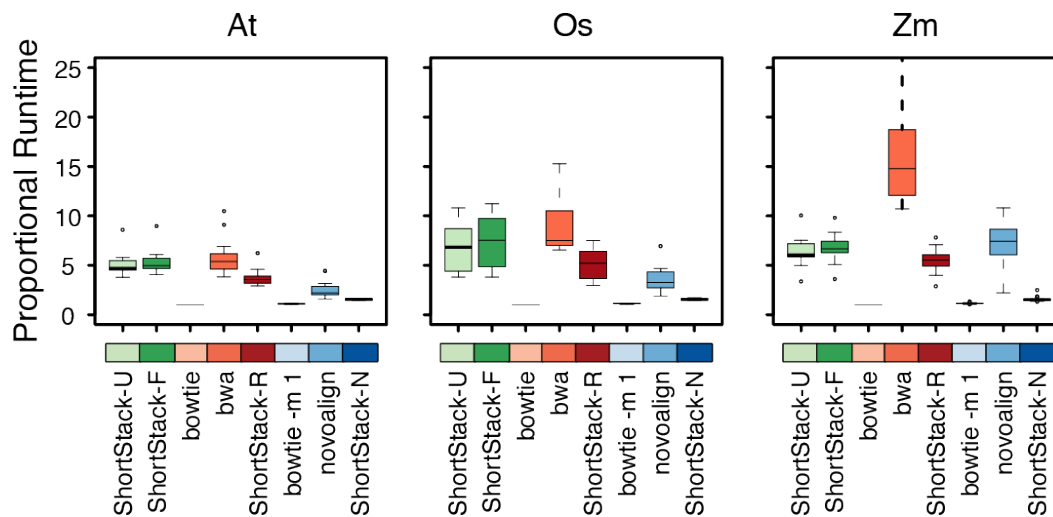 At
Os
Zm
Proportional Runtime
25
20
15
10
5
0
ShortStack-U
ShortStack-F
bowtie
bwa
ShortStack-R
bowtie -m 1
novoalign
ShortStack-N
ShortStack-U
ShortStack-F
bowtie
bwa
ShortStack-R
bowtie -m 1
novoalign
ShortStack-N
ShortStack-U
ShortStack-F
bowtie
bwa
ShortStack-R
bowtie -m 1
novoalign
ShortStack-N